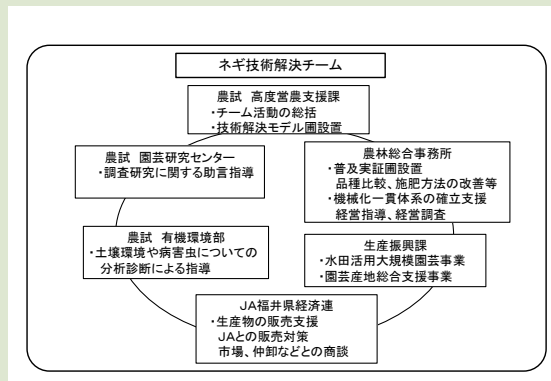 ネギ技術解決チーム
農試 高度営農支援課
・チーム活動の総括
・技術解決モデル圃設置
農試 園芸研究センター
・調査研究に関する助言指導
農林総合事務所
・普及実証圃設置
品種比較、施肥方法の改善等
・機械化一貫体系の確立支援
経営指導、経営調査
農試 有機環境部
・土壌環境や病害虫についての
分析診断による指導
生産振興課
・水田活用大規模園芸事業
・園芸産地総合支援事業
JA福井県経済連
・生産物の販売支援
JAとの販売対策
市場、仲卸などとの商談